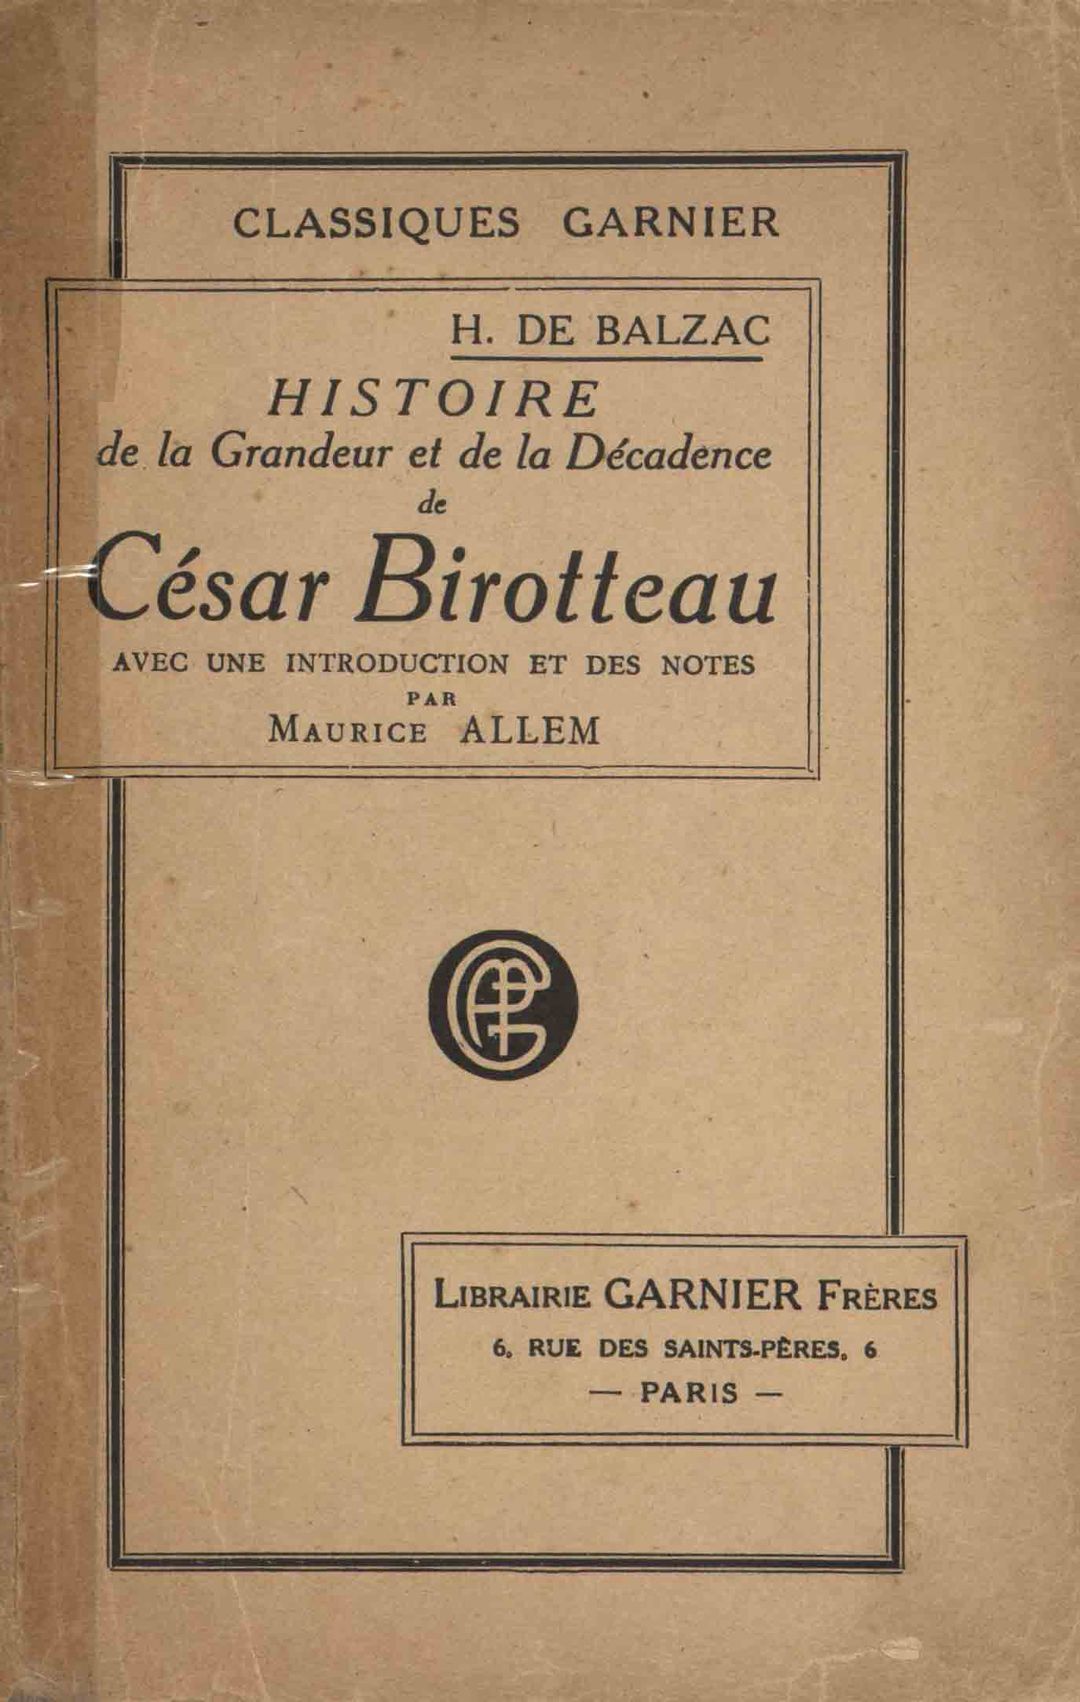 CLASSIQUES GARNIER
H. DE BALZAC
HISTOIRE
de la Grandeur et de la Décadence
de
César Birotteau
AVEC UNE INTRODUCTION ET DES NOTES
PAR
MAURICE ALLEM
LIBRAIRIE GARNIER FRÈRES
6, RUE DES SAINTS-PÈRES, 6
— PARIS —